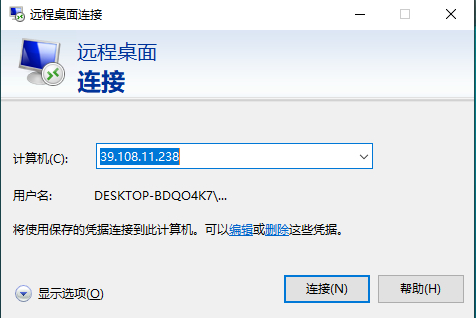 远程桌面连接
远程桌面
连接
计算机(C):
39.108.11.238
用户名:
DESKTOP-BDQO4K7\...
将使用保存的凭据连接到此计算机。可以编辑或删除这些凭据。
显示选项(O)
连接(N)
帮助(H)